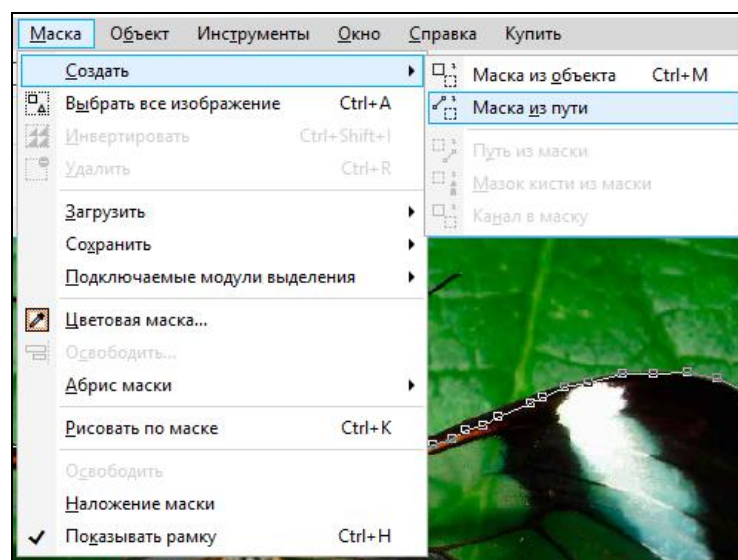 Маска Объект Инструменты Окно Справка Купить
Создать
Выбрать все изображение Ctrl+A
Инвертировать Ctrl+Shift+I
Удалить Ctrl+R
Загрузить
Сохранить
Подключаемые модули выделения
Цветовая маска...
Освободить...
Абрис маски
Рисовать по маске Ctrl+K
Освободить
Наложение маски
Показывать рамку Ctrl+H
Маска из объекта Ctrl+M
Маска из пути
Путь из маски
Мазок кисти из маски
Канал в маску